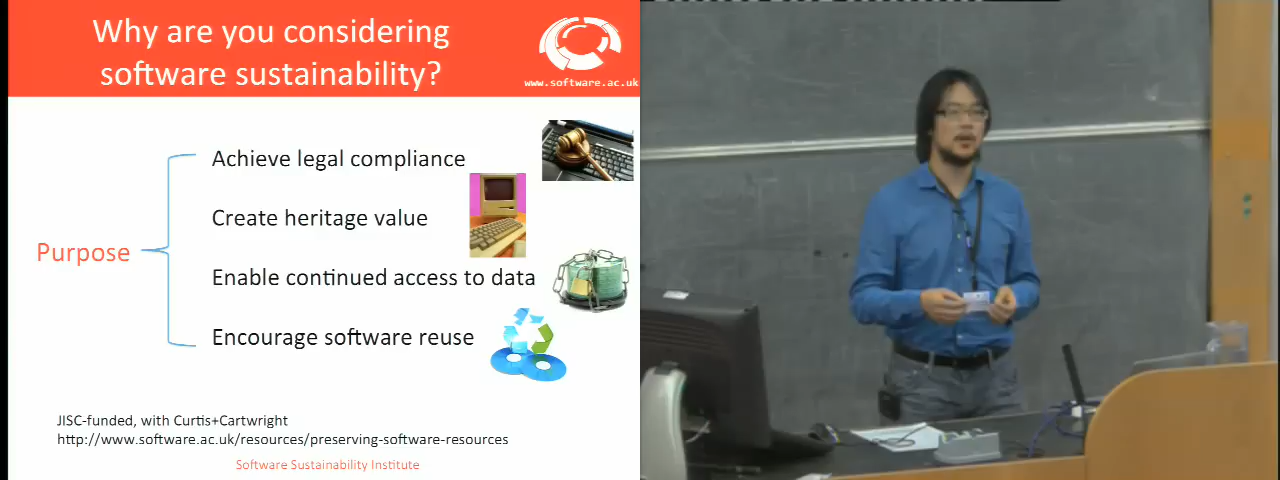 Why are you considering
software sustainability?
www.software.ac.uk
Achieve legal compliance
Create heritage value
Purpose
Enable continued access to data
Encourage software reuse
JISC-funded, with Curtis+Cartwright
http://www.software.ac.uk/resources/preserving-software-resources
Software Sustainability Institute